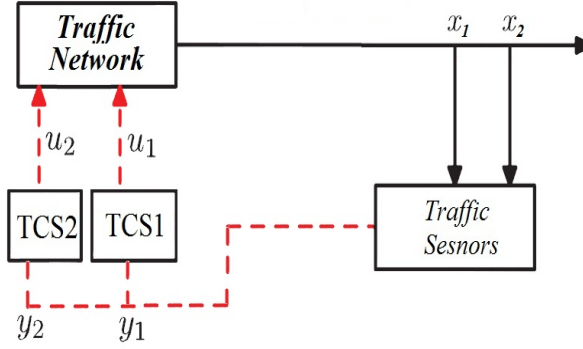 Traffic
Network
x1 x2
u2 u1
TCS2 TCS1
Traffic
Sesnors
y2 y1